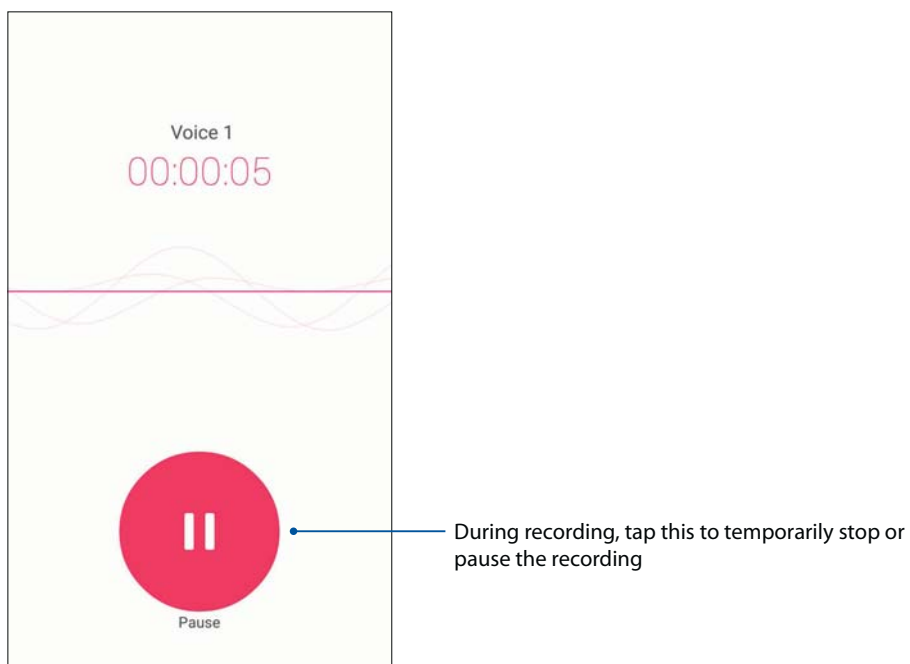 Voice 1
00:00:05
During recording, tap this to temporarily stop or
pause the recording
Pause